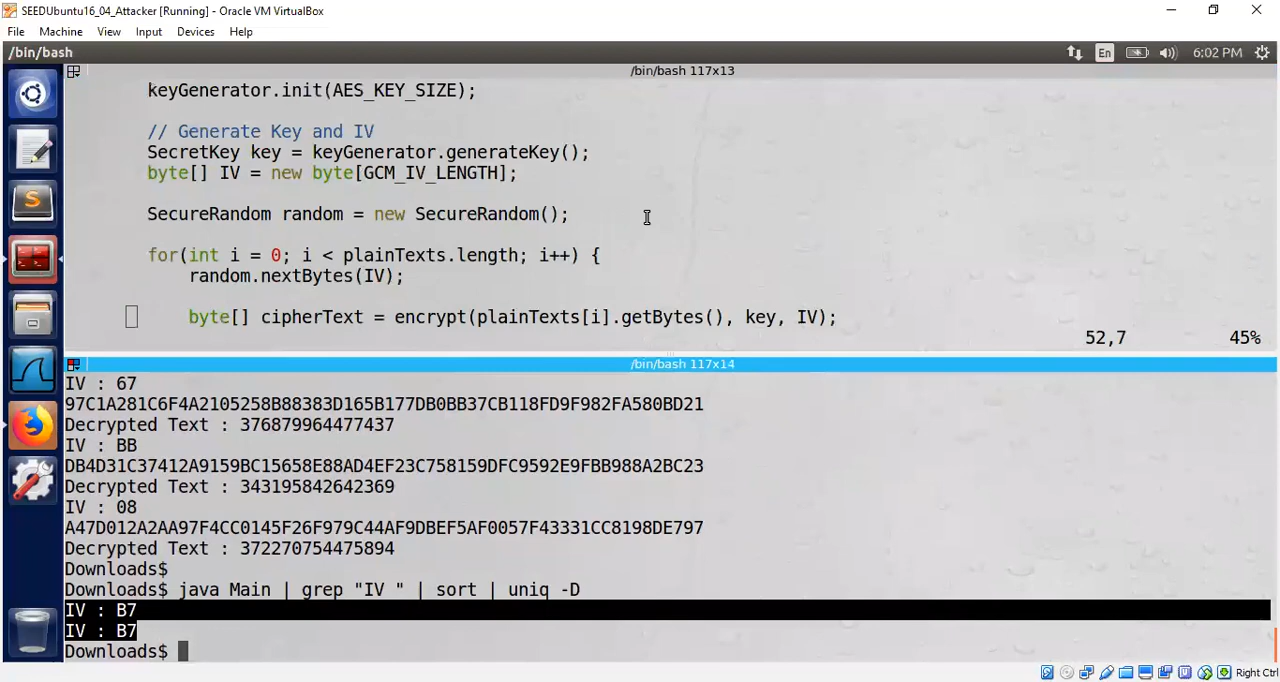 SEEDUbuntu16_04_Attacker [Running] - Oracle VM VirtualBox
File Machine View Input Devices Help
/bin/bash En 6:02 PM
/bin/bash 117x13
keyGenerator.init(AES_KEY_SIZE);
// Generate Key and IV
SecretKey key = keyGenerator.generateKey();
byte[] IV = new byte[GCM_IV_LENGTH];
SecureRandom random = new SecureRandom();
for(int i = 0; i < plainTexts.length; i++) {
random.nextBytes(IV);
byte[] cipherText = encrypt(plainTexts[i].getBytes(), key, IV);
52,7 45%
/bin/bash 117x14
IV : 67
97C1A281C6F4A2105258B88383D165B177DB0BB37CB118FD9F982FA580BD21
Decrypted Text : 376879964477437
IV : BB
DB4D31C37412A9159BC15658E88AD4EF23C758159DFC9592E9FBB988A2BC23
Decrypted Text : 343195842642369
IV : 08
A47D012A2AA97F4CC0145F26F979C44AF9DBEF5AF0057F43331CC8198DE797
Decrypted Text : 372270754475894
Downloads$
Downloads$ java Main | grep "IV " | sort | uniq -D
IV : B7
IV : B7
Downloads$
Right Ctrl